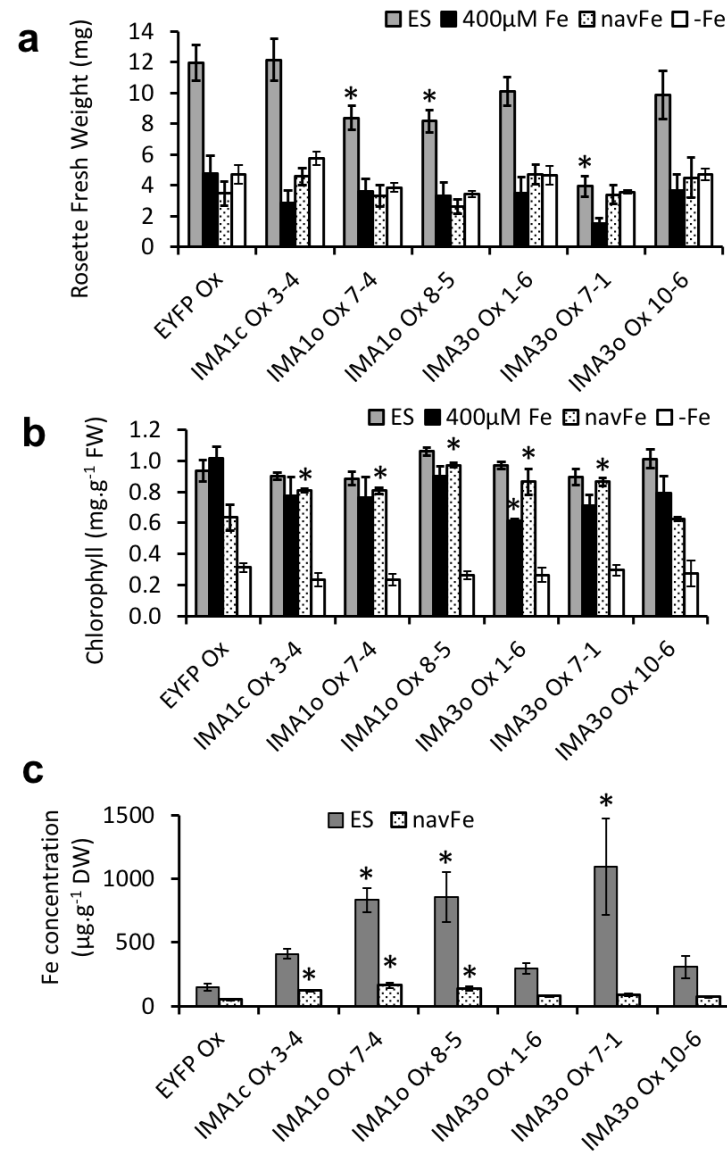 a
ES 400µM Fe navFe -Fe
Rosette Fresh Weight (mg)
14
12
10
8
6
4
2
0
* * *
EYFP Ox
IMA1c Ox 3-4
IMA1o Ox 7-4
IMA1o Ox 8-5
IMA3o Ox 1-6
IMA3o Ox 7-1
IMA3o Ox 10-6
b
ES 400µM Fe navFe -Fe
Chlorophyll (mg.g⁻¹ FW)
1.2
1.0
0.8
0.6
0.4
0.2
0.0
* * * * * *
EYFP Ox
IMA1c Ox 3-4
IMA1o Ox 7-4
IMA1o Ox 8-5
IMA3o Ox 1-6
IMA3o Ox 7-1
IMA3o Ox 10-6
c
ES navFe
Fe concentration
(µg.g⁻¹ DW)
1500
1000
500
0
* * * * * *
EYFP Ox
IMA1c Ox 3-4
IMA1o Ox 7-4
IMA1o Ox 8-5
IMA3o Ox 1-6
IMA3o Ox 7-1
IMA3o Ox 10-6